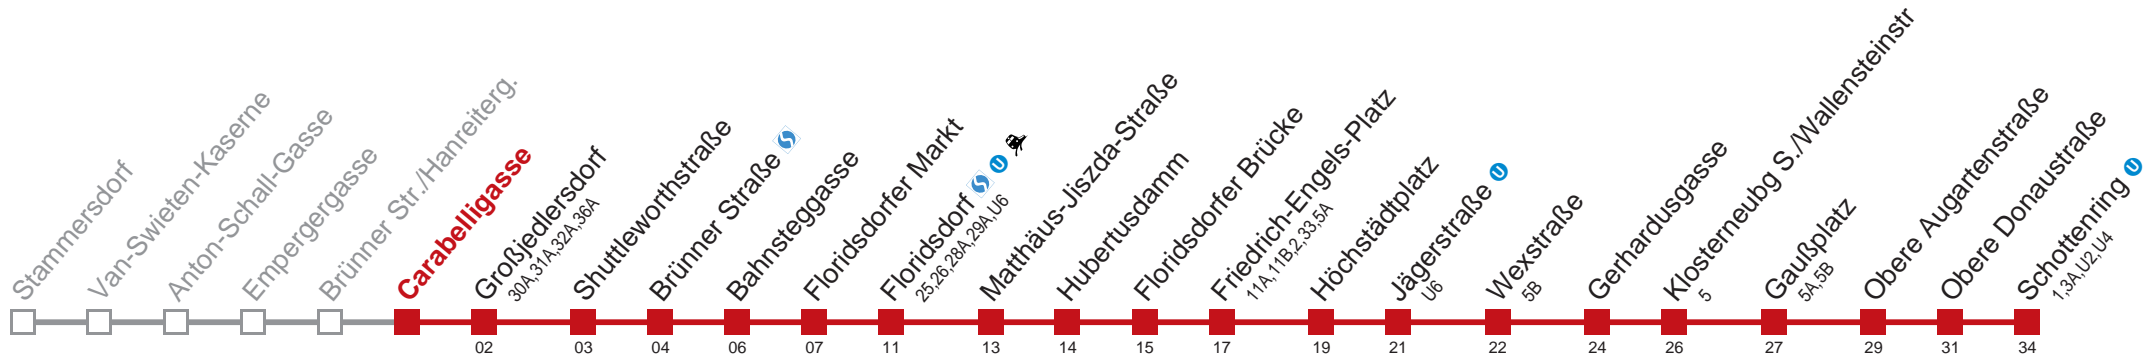 Stammersdorf
Van-Swieten-Kaserne
Anton-Schall-Gasse
Empergergasse
Brünner Str./Hanreiterg.
Carabelligasse
Großjedlersdorf
30A,31A,32A,36A
02
Shuttleworthstraße
03
Brünner Straße
04
Bahnsteggasse
06
Floridsdorfer Markt
07
Floridsdorf U
25,26,28A,29A,U6
11
Matthäus-Jiszda-Straße
13
Hubertusdamm
14
Floridsdorfer Brücke
15
Friedrich-Engels-Platz
11A,11B,2,33,5A
17
Höchstädtplatz
19
Jägerstraße U
U6
21
Wexstraße
5B
22
Gerhardusgasse
24
Klosterneubg S./Wallensteinstr
5
26
Gaußplatz
5A,5B
27
Obere Augartenstraße
29
Obere Donaustraße
31
Schottenring U
1,3A,U2,U4
34